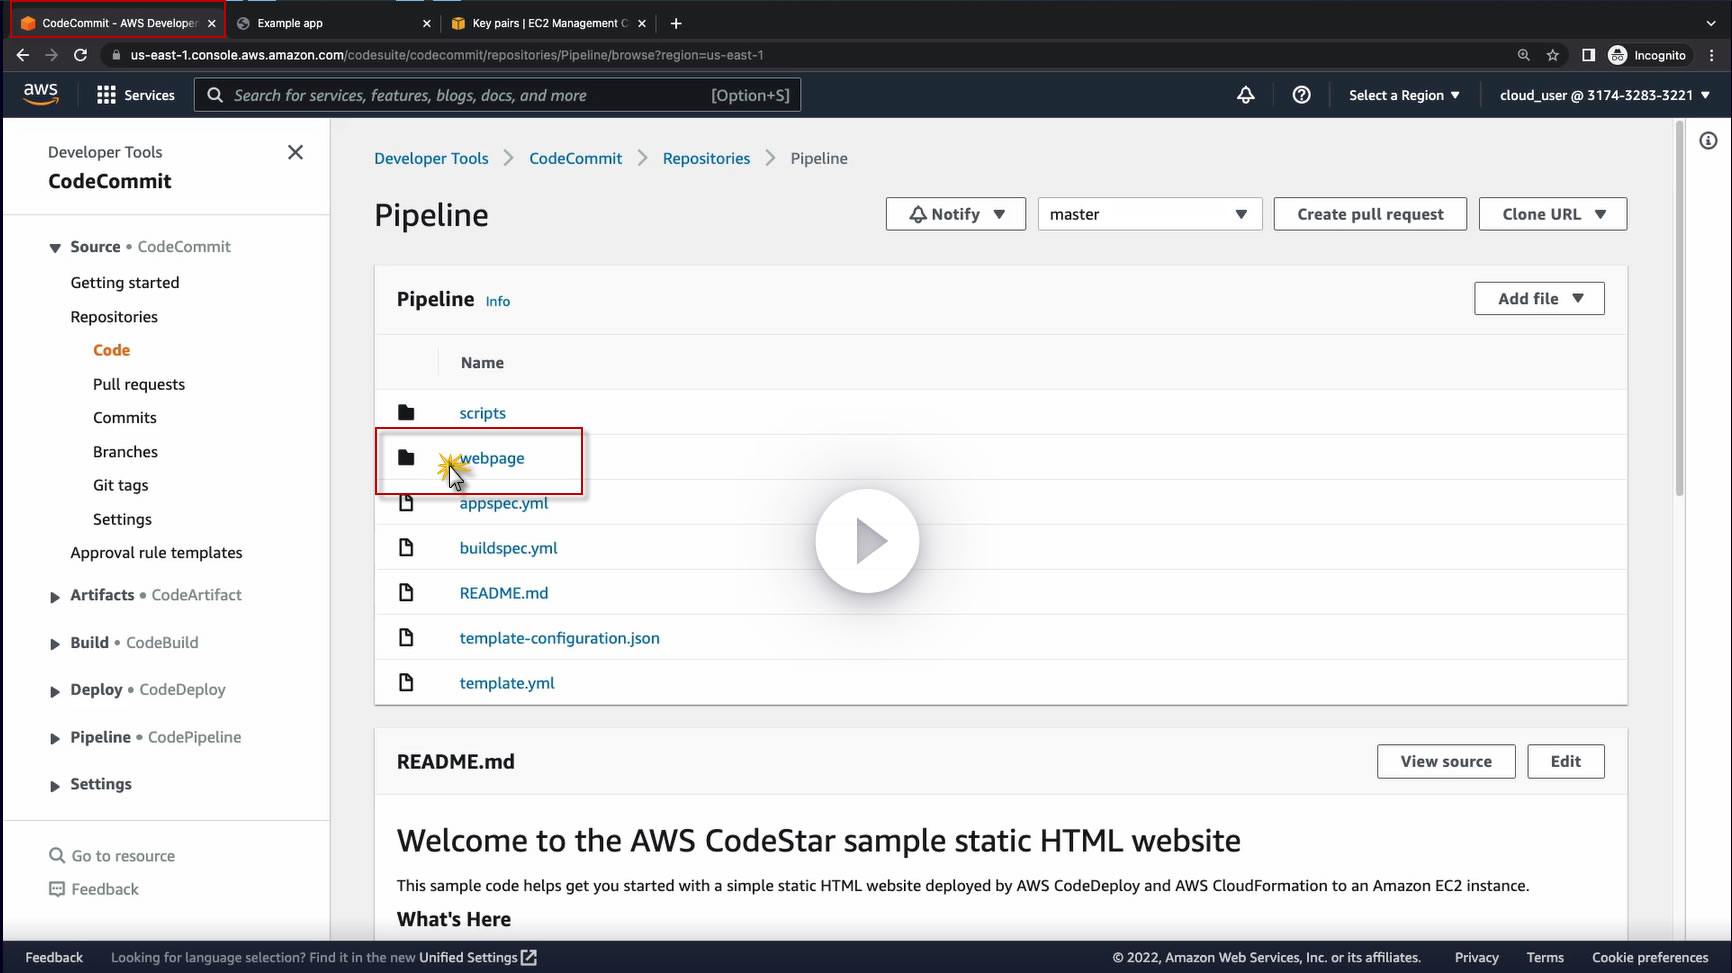 CodeCommit - AWS Developer
Example app
Key pairs | EC2 Management C
us-east-1.console.aws.amazon.com/codesuite/codecommit/repositories/Pipeline/browse?region=us-east-1
Incognito
aws
Services
Search for services, features, blogs, docs, and more
[Option+S]
Select a Region
cloud_user @ 3174-3283-3221
Developer Tools
CodeCommit
Source • CodeCommit
Getting started
Repositories
Code
Pull requests
Commits
Branches
Git tags
Settings
Approval rule templates
Artifacts • CodeArtifact
Build • CodeBuild
Deploy • CodeDeploy
Pipeline • CodePipeline
Settings
Go to resource
Feedback
Developer Tools
CodeCommit
Repositories
Pipeline
Pipeline
Notify
master
Create pull request
Clone URL
Pipeline Info
Add file
Name
scripts
webpage
appspec.yml
buildspec.yml
README.md
template-configuration.json
template.yml
README.md
View source
Edit
Welcome to the AWS CodeStar sample static HTML website
This sample code helps get you started with a simple static HTML website deployed by AWS CodeDeploy and AWS CloudFormation to an Amazon EC2 instance.
What's Here
Feedback
Looking for language selection? Find it in the new Unified Settings
© 2022, Amazon Web Services, Inc. or its affiliates.
Privacy
Terms
Cookie preferences